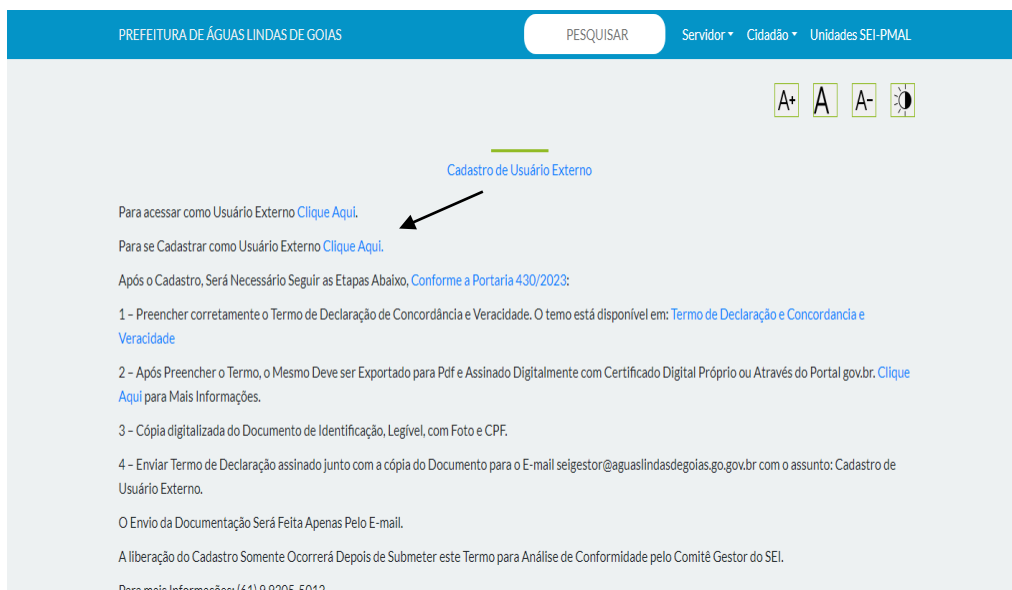 PREFEITURA DE ÁGUAS LINDAS DE GOIAS PESQUISAR Servidor Cidadão Unidades SEI-PMAL
A+ A A-
Cadastro de Usuário Externo
Para acessar como Usuário Externo Clique Aqui.
Para se Cadastrar como Usuário Externo Clique Aqui.
Após o Cadastro, Será Necessário Seguir as Etapas Abaixo, Conforme a Portaria 430/2023:
1 – Preencher corretamente o Termo de Declaração de Concordância e Veracidade. O temo está disponível em: Termo de Declaração e Concordancia e
Veracidade
2 – Após Preencher o Termo, o Mesmo Deve ser Exportado para Pdf e Assinado Digitalmente com Certificado Digital Próprio ou Através do Portal gov.br. Clique
Aqui para Mais Informações.
3 – Cópia digitalizada do Documento de Identificação, Legível, com Foto e CPF.
4 – Enviar Termo de Declaração assinado junto com a cópia do Documento para o E-mail seigestor@aguaslindasdegoias.go.gov.br com o assunto: Cadastro de
Usuário Externo.
O Envio da Documentação Será Feita Apenas Pelo E-mail.
A liberação do Cadastro Somente Ocorrerá Depois de Submeter este Termo para Análise de Conformidade pelo Comitê Gestor do SEI.
Para mais Informações: (61) 9 9305-5012